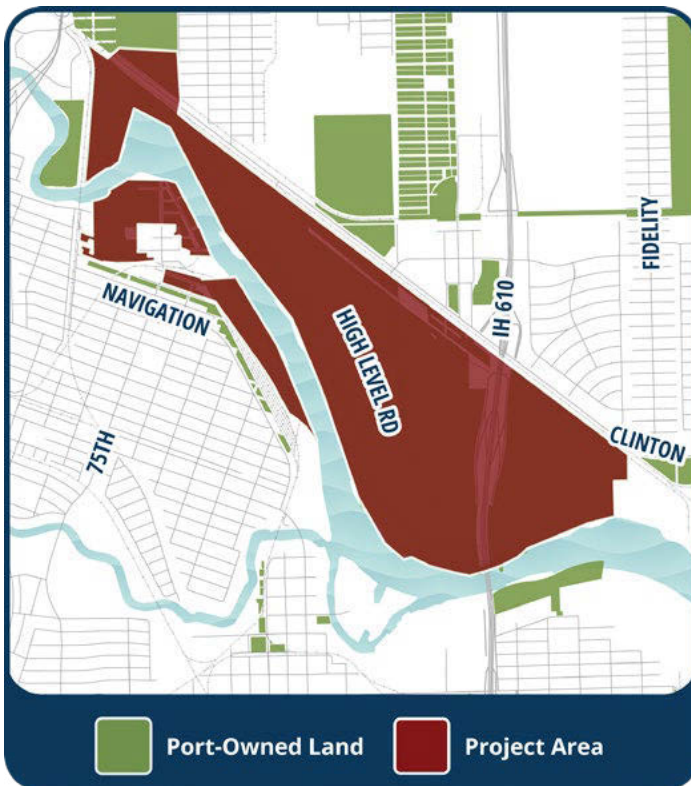 FIDELITY
NAVIGATION
IH 610
HIGH LEVEL RD
75TH
CLINTON
Port-Owned Land
Project Area